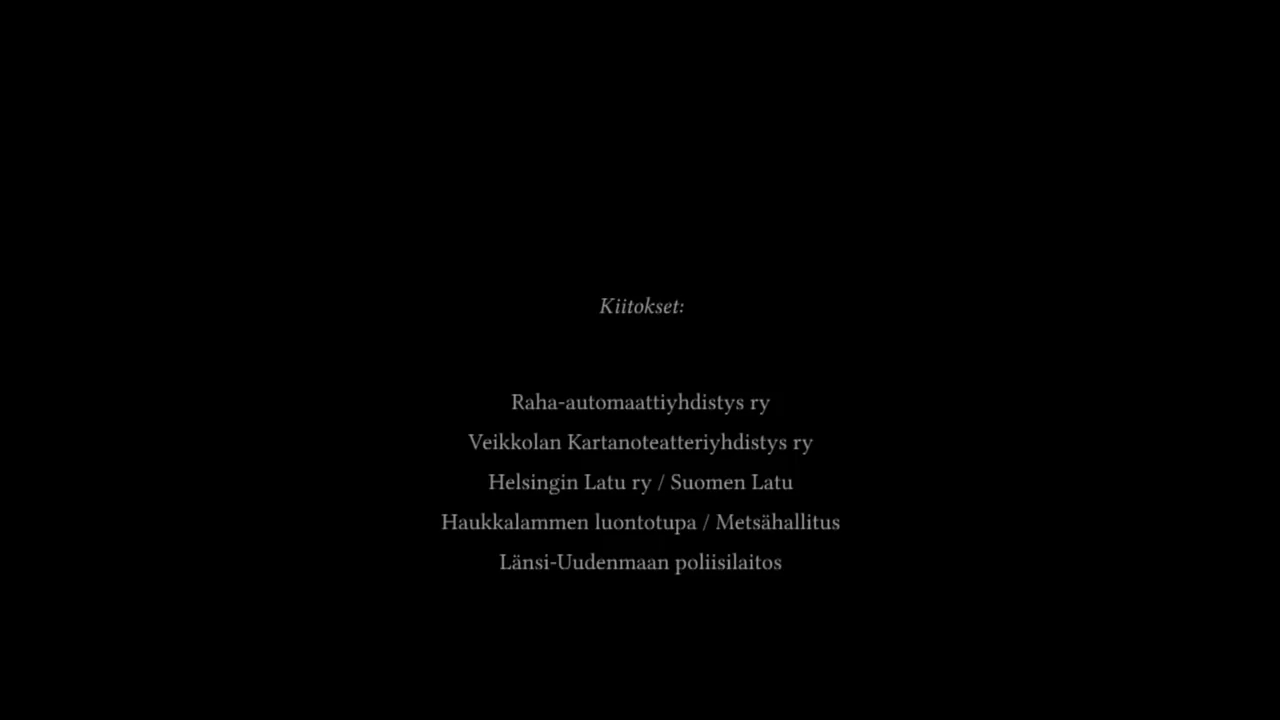 Kiitokset:
Raha-automaattiyhdistys ry
Veikkolan Kartanoteatteriyhdistys ry
Helsingin Latu ry / Suomen Latu
Haukkalammen luontotupa / Metsähallitus
Länsi-Uudenmaan poliisilaitos